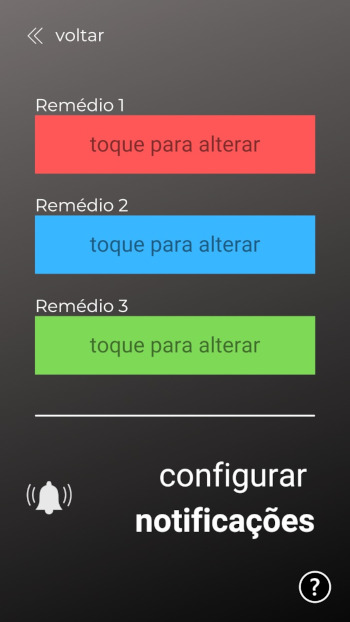 voltar
Remédio 1
toque para alterar
Remédio 2
toque para alterar
Remédio 3
toque para alterar
configurar
notificações
?